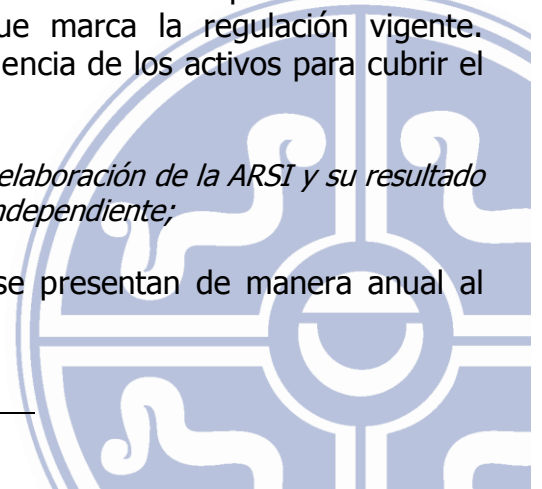 ue marca la regulación vigente.
encia de los activos para cubrir el
elaboración de la ARSI y su resultado
ndependiente;
se presentan de manera anual al